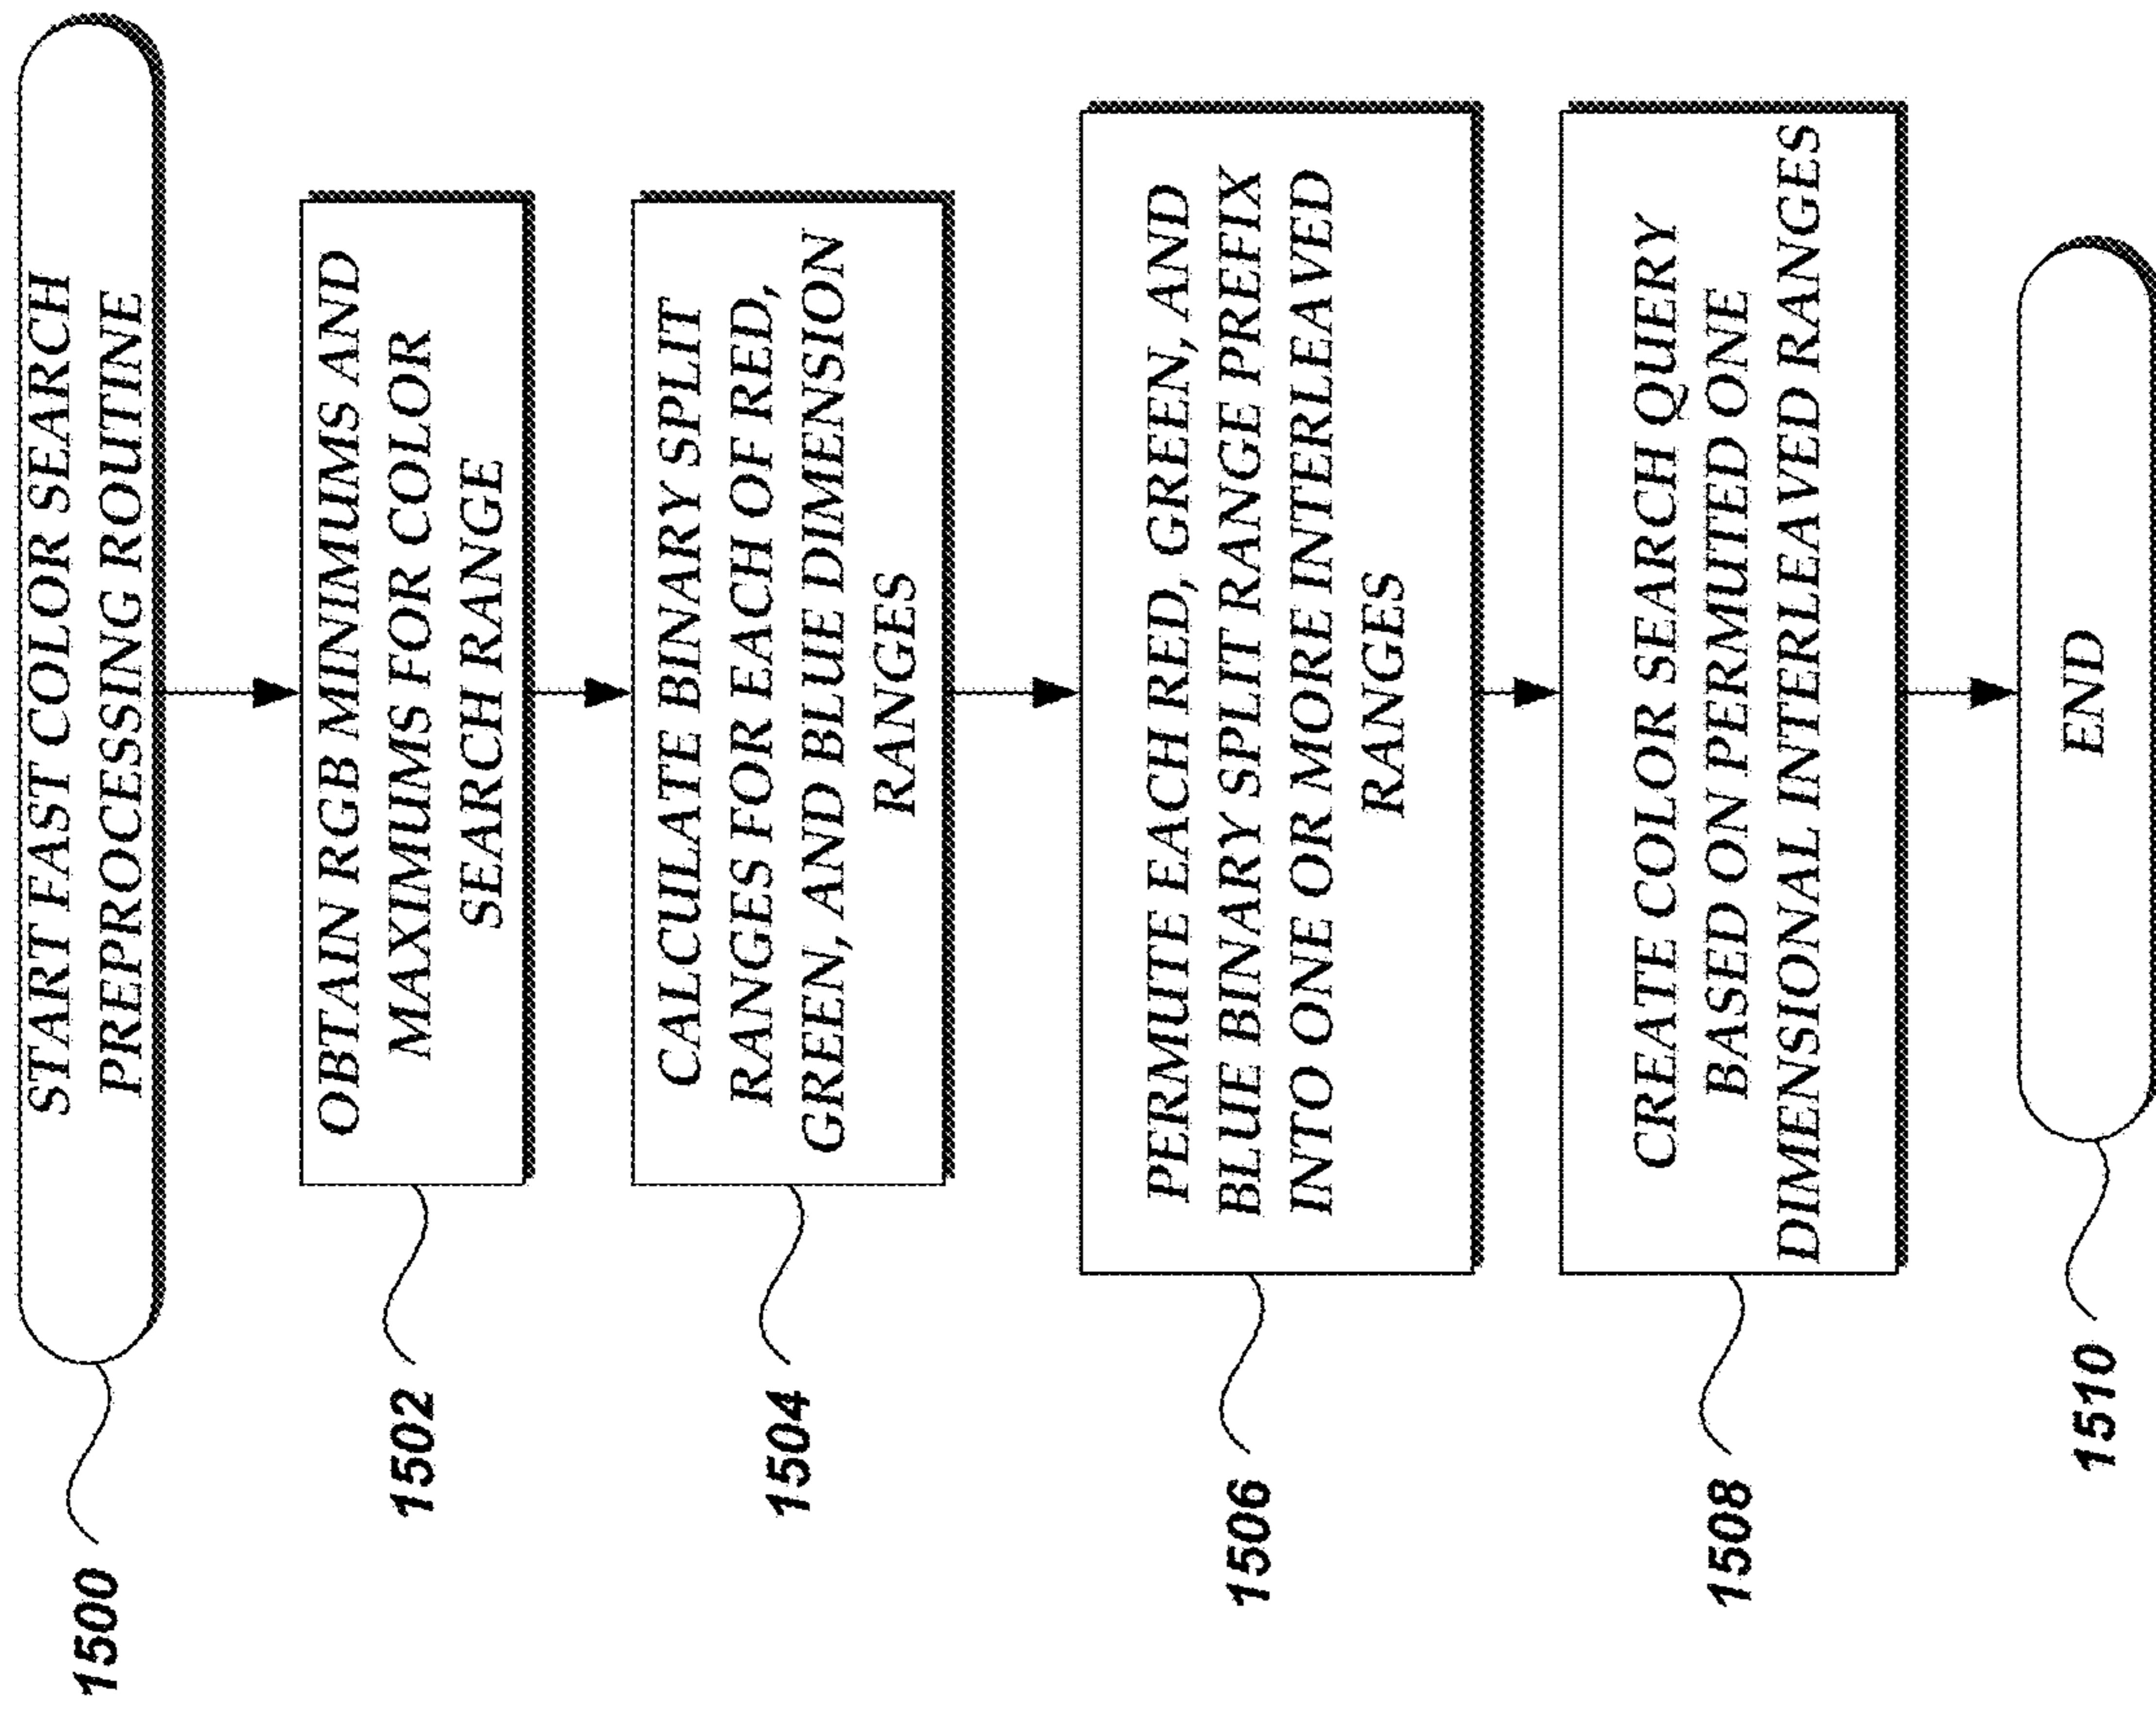 START FAST COLOR SEARCH
PREPROCESSING ROUTINE
1500
OBTAIN RGB MINIMUMS AND
MAXIMUMS FOR COLOR
SEARCH RANGE
1502
CALCULATE BINARY SPLIT
RANGES FOR EACH OF RED,
GREEN, AND BLUE DIMENSION
RANGES
1504
PERMUTE EACH RED, GREEN, AND
BLUE BINARY SPLIT RANGE PREFIX
INTO ONE OR MORE INTERLEAVED
RANGES
1506
CREATE COLOR SEARCH QUERY
BASED ON PERMUTED ONE
DIMENSIONAL INTERLEAVED RANGES
1508
END
1510